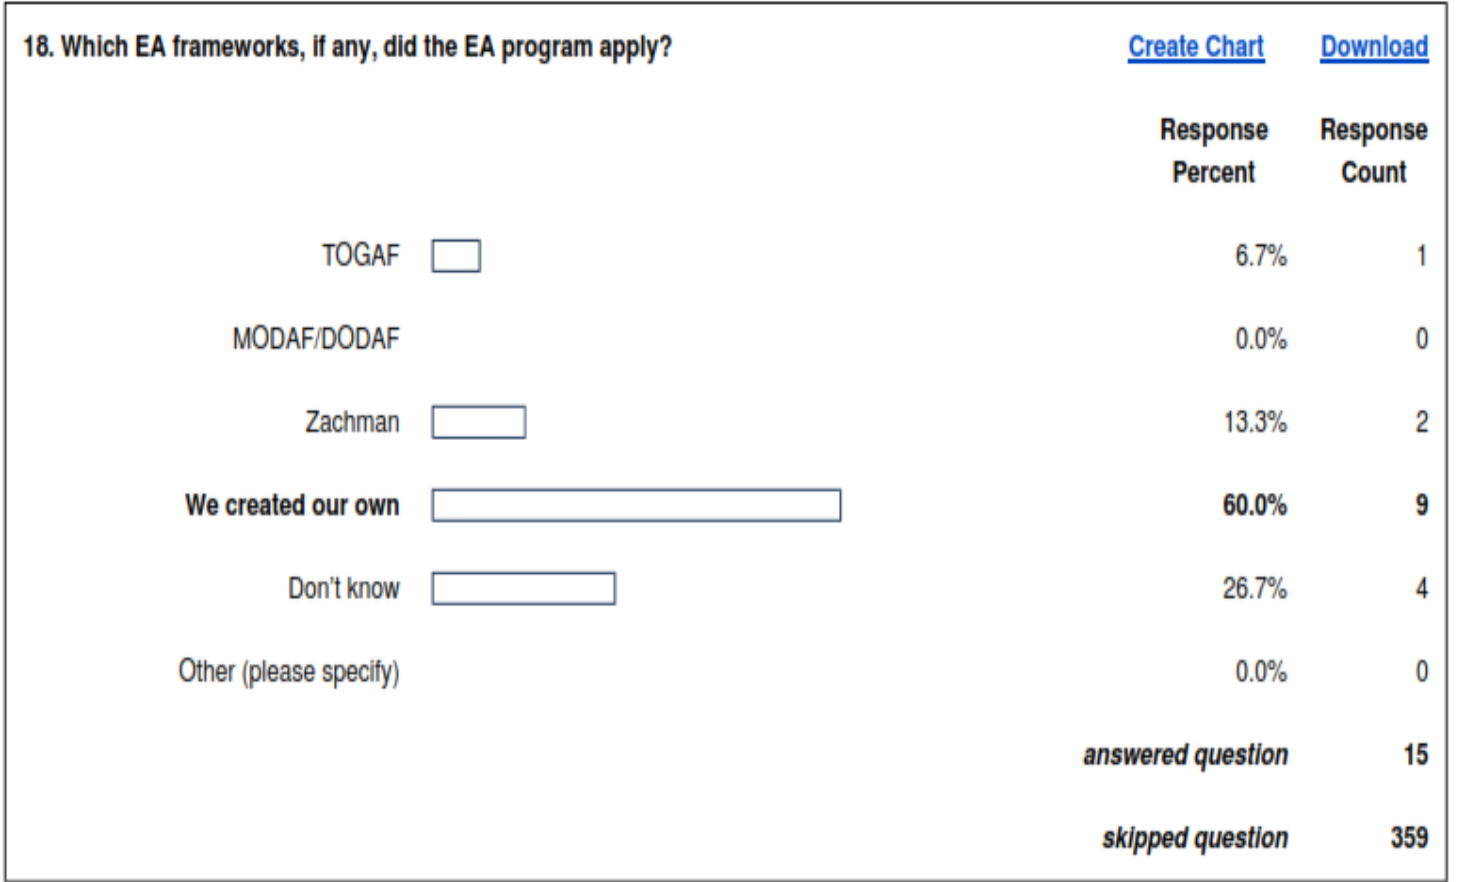 18. Which EA frameworks, if any, did the EA program apply? Create Chart Download
Response Response
Percent Count
TOGAF 6.7% 1
MODAF/DODAF 0.0% 0
Zachman 13.3% 2
We created our own 60.0% 9
Don't know 26.7% 4
Other (please specify) 0.0% 0
answered question 15
skipped question 359